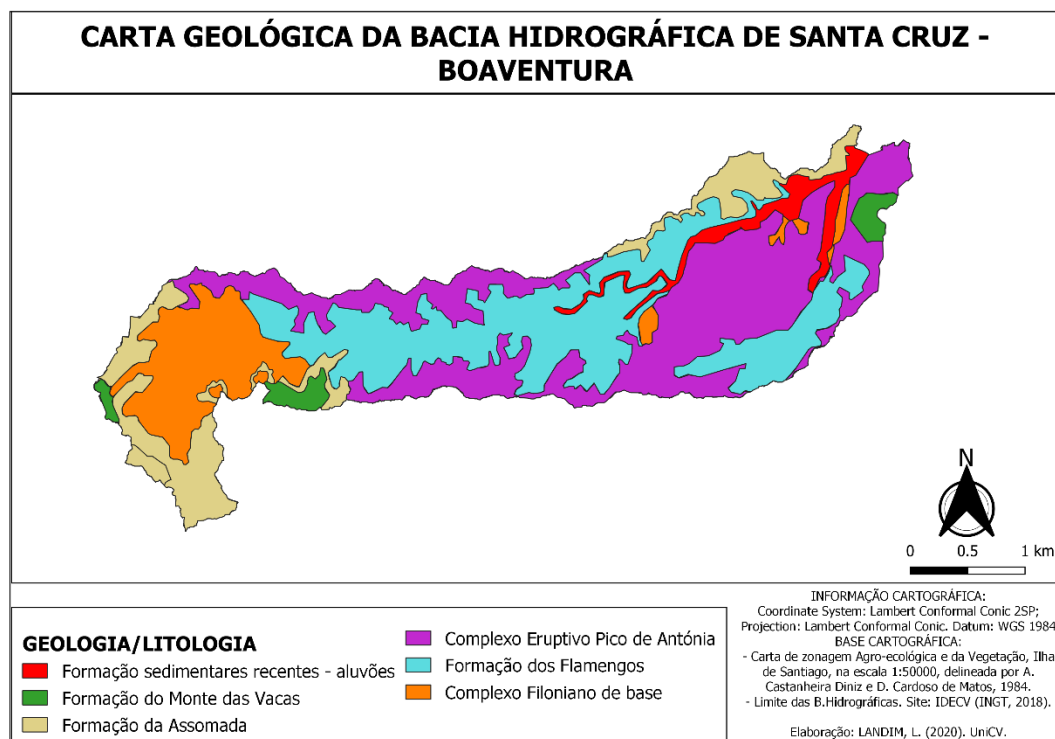 CARTA GEOLÓGICA DA BACIA HIDROGRÁFICA DE SANTA CRUZ -
BOAVENTURA
N
0 0.5 1 km
GEOLOGIA/LITOLOGIA
Formação sedimentares recentes - aluvões
Formação do Monte das Vacas
Formação da Assomada
Complexo Eruptivo Pico de Antónia
Formação dos Flamengos
Complexo Filoniano de base
INFORMAÇÃO CARTOGRÁFICA:
Coordinate System: Lambert Conformal Conic 2SP;
Projection: Lambert Conformal Conic. Datum: WGS 1984
BASE CARTOGRÁFICA:
- Carta de zonagem Agro-ecológica e da Vegetação, Ilha
de Santiago, na escala 1:50000, delineada por A.
Castanheira Diniz e D. Cardoso de Matos, 1984.
- Limite das B.Hidrográficas. Site: IDECV (INGT, 2018).
Elaboração: LANDIM, L. (2020). UniCV.